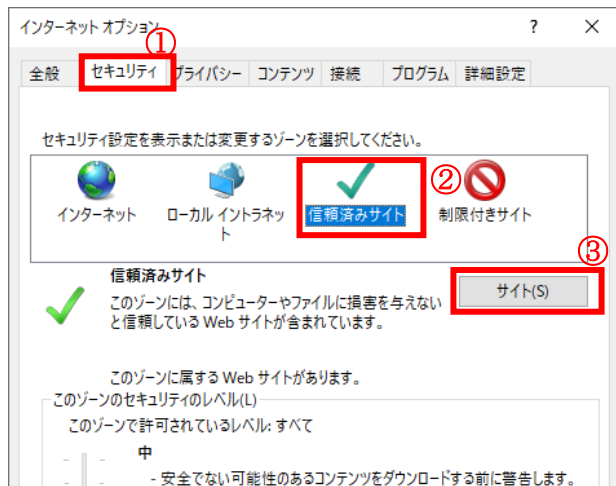 インターネット オプション ? ×
①
全般 セキュリティ プライバシー コンテンツ 接続 プログラム 詳細設定
セキュリティ設定を表示または変更するゾーンを選択してください。
②
インターネット ローカル イントラネット 信頼済みサイト 制限付きサイト
③
信頼済みサイト
サイト(S)
このゾーンには、コンピューターやファイルに損害を与えない
と信頼している Web サイトが含まれています。
このゾーンに属する Web サイトがあります。
このゾーンのセキュリティのレベル(L)
このゾーンで許可されているレベル: すべて
中
- 安全でない可能性のあるコンテンツをダウンロードする前に警告します。